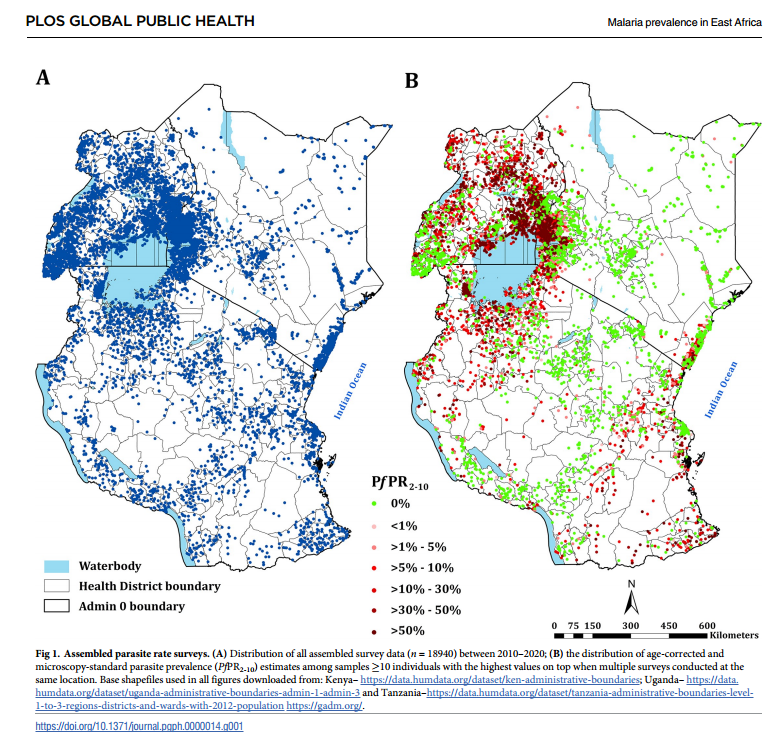 PLOS GLOBAL PUBLIC HEALTH
Malaria prevalence in East Africa
A
B
Indian Ocean
Indian Ocean
PfPR2-10
0%
<1%
>1% - 5%
>5% - 10%
>10% - 30%
>30% - 50%
>50%
Waterbody
Health District boundary
Admin 0 boundary
N
0 75 150 300 450 600
Kilometers
Fig 1. Assembled parasite rate surveys. (A) Distribution of all assembled survey data (n = 18940) between 2010–2020; (B) the distribution of age-corrected and
microscopy-standard parasite prevalence (PfPR2-10) estimates among samples ≥10 individuals with the highest values on top when multiple surveys conducted at the
same location. Base shapefiles used in all figures downloaded from: Kenya– https://data.humdata.org/dataset/ken-administrative-boundaries; Uganda– https://data.
humdata.org/dataset/uganda-administrative-boundaries-admin-1-admin-3 and Tanzania–https://data.humdata.org/dataset/tanzania-administrative-boundaries-level-
1-to-3-regions-districts-and-wards-with-2012-population https://gadm.org/.
https://doi.org/10.1371/journal.pgph.0000014.g001